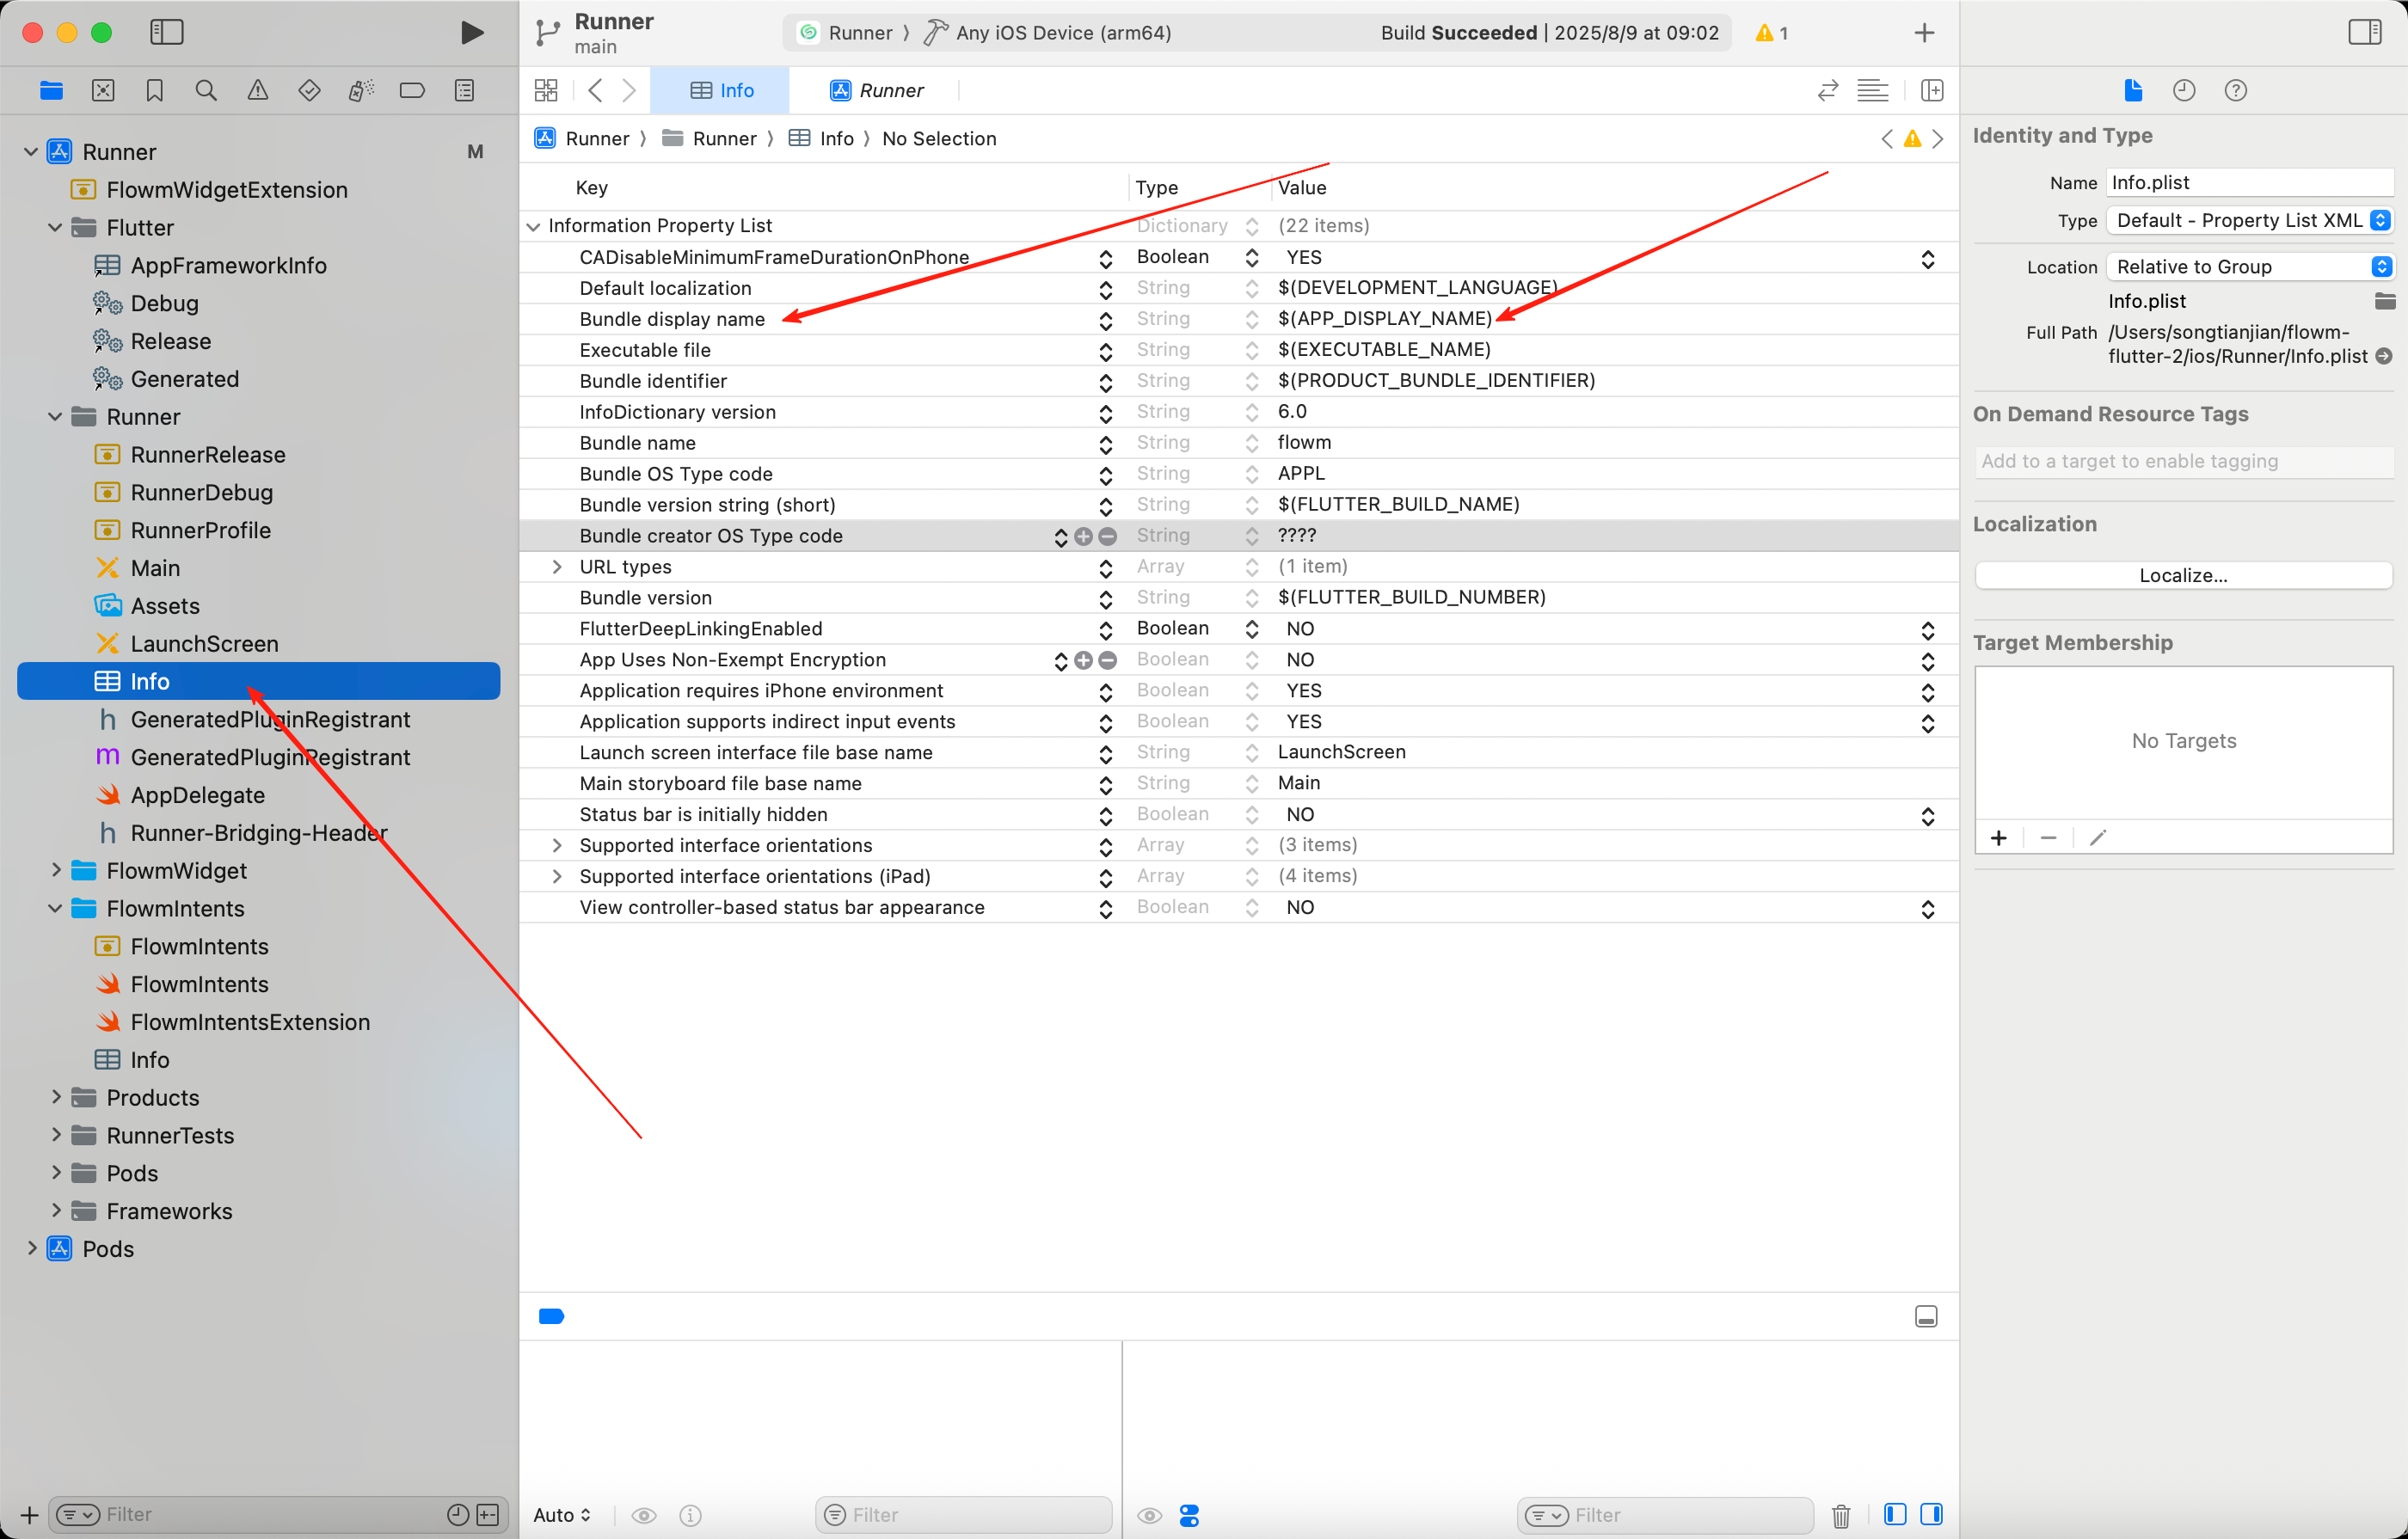 Runner
main
Runner 〉 Any iOS Device (arm64)
Build Succeeded | 2025/8/9 at 09:02
1
Info
Runner
Runner 〉 Runner 〉 Info 〉 No Selection
Runner
M
FlowmWidgetExtension
Flutter
AppFrameworkInfo
Debug
Release
Generated
Runner
RunnerRelease
RunnerDebug
RunnerProfile
Main
Assets
LaunchScreen
Info
GeneratedPluginRegistrant
GeneratedPluginRegistrant
AppDelegate
Runner-Bridging-Header
FlowmWidget
FlowmIntents
FlowmIntents
FlowmIntents
FlowmIntentsExtension
Info
Products
RunnerTests
Pods
Frameworks
Pods
Filter
Key Type Value
Information Property List Dictionary (22 items)
CADisableMinimumFrameDurationOnPhone Boolean YES
Default localization String $(DEVELOPMENT_LANGUAGE)
Bundle display name String $(APP_DISPLAY_NAME)
Executable file String $(EXECUTABLE_NAME)
Bundle identifier String $(PRODUCT_BUNDLE_IDENTIFIER)
InfoDictionary version String 6.0
Bundle name String flowm
Bundle OS Type code String APPL
Bundle version string (short) String $(FLUTTER_BUILD_NAME)
Bundle creator OS Type code String ????
URL types Array (1 item)
Bundle version String $(FLUTTER_BUILD_NUMBER)
FlutterDeepLinkingEnabled Boolean NO
App Uses Non-Exempt Encryption Boolean NO
Application requires iPhone environment Boolean YES
Application supports indirect input events Boolean YES
Launch screen interface file base name String LaunchScreen
Main storyboard file base name String Main
Status bar is initially hidden Boolean NO
Supported interface orientations Array (3 items)
Supported interface orientations (iPad) Array (4 items)
View controller-based status bar appearance Boolean NO
Auto
Filter
Filter
Identity and Type
Name Info.plist
Type Default - Property List XML
Location Relative to Group
Info.plist
Full Path /Users/songtianjian/flowm-
flutter-2/ios/Runner/Info.plist
On Demand Resource Tags
Add to a target to enable tagging
Localization
Localize...
Target Membership
No Targets